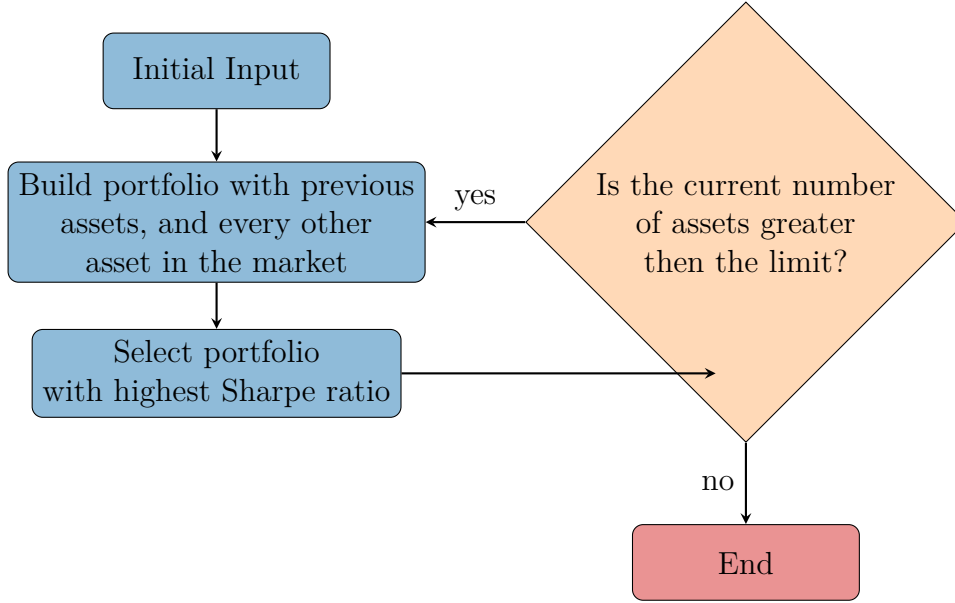 Initial Input
Build portfolio with previous
assets, and every other
asset in the market
Select portfolio
with highest Sharpe ratio
yes
Is the current number
of assets greater
then the limit?
no
End